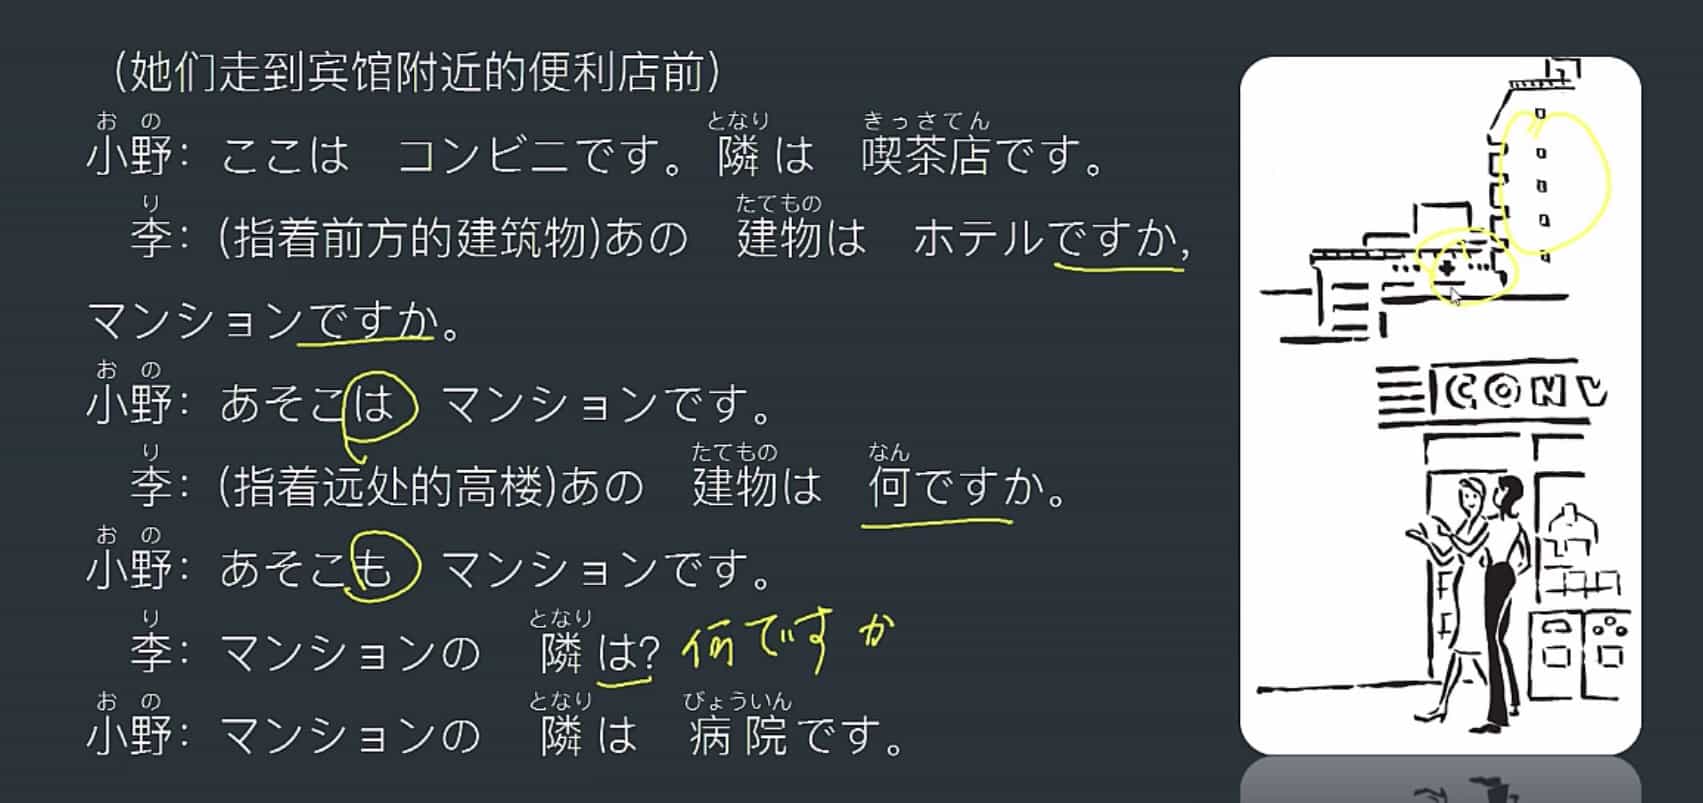 （她们走到宾馆附近的便利店前）
おの
となり
きっさてん
小野：ここは　コンビニです。隣は　喫茶店です。
り
たてもの
李：(指着前方的建筑物)あの　建物は　ホテルですか,
マンションですか。
おの
小野：あそこは　マンションです。
り
たてもの
なん
李：(指着远处的高楼)あの　建物は　何ですか。
おの
小野：あそこも　マンションです。
り
となり
李：マンションの　隣は? 何ですか
おの
となり
びょういん
小野：マンションの　隣は　病院です。
CONV